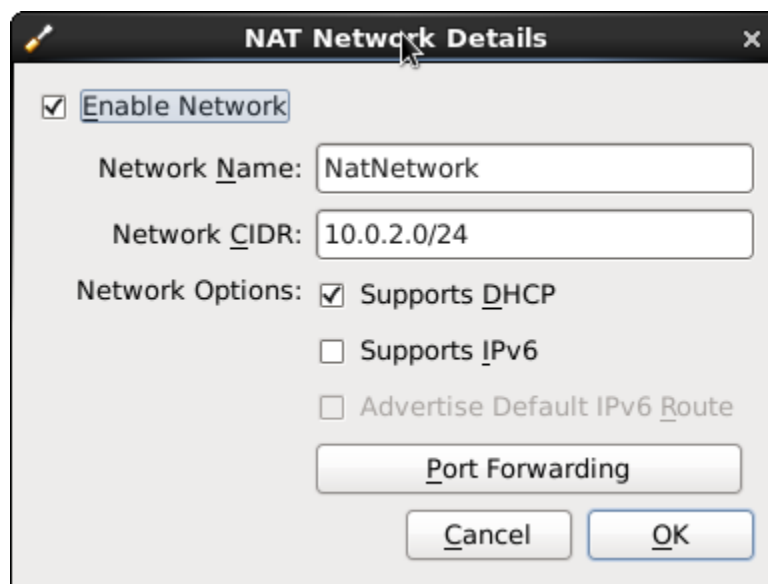 NAT Network Details
Enable Network
Network Name: NatNetwork
Network CIDR: 10.0.2.0/24
Network Options: Supports DHCP
Supports IPv6
Advertise Default IPv6 Route
Port Forwarding
Cancel OK